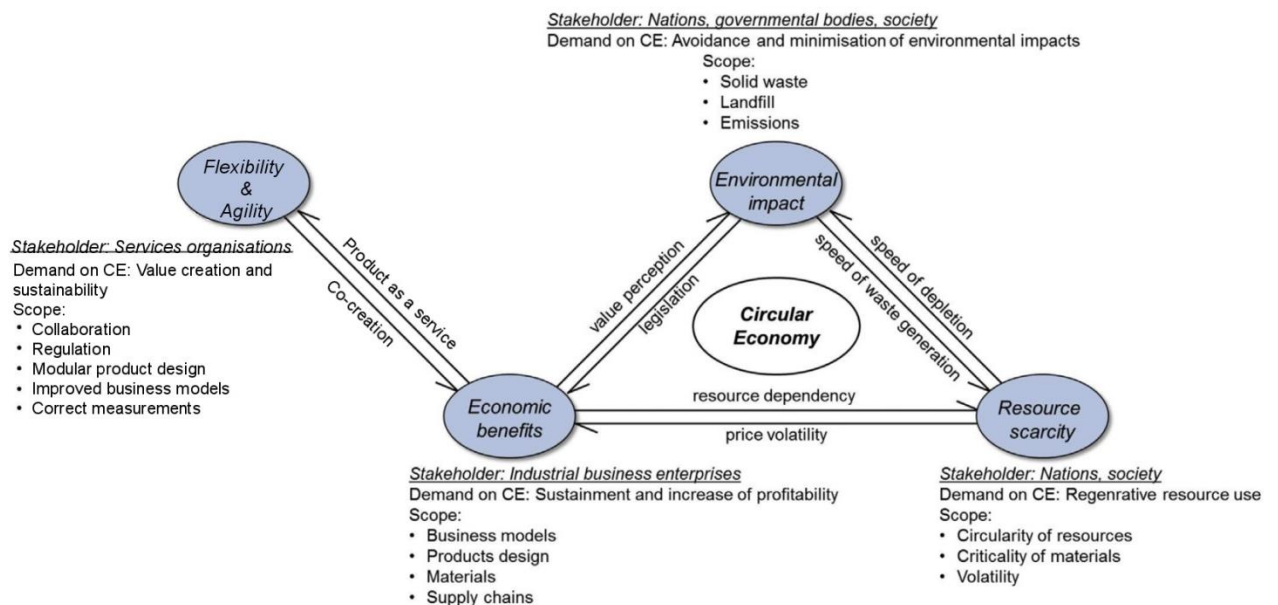 Stakeholder: Nations, governmental bodies, society
Demand on CE: Avoidance and minimisation of environmental impacts
Scope:
• Solid waste
• Landfill
• Emissions
Flexibility
&
Agility
Environmental
impact
Stakeholder: Services organisations
Demand on CE: Value creation and
sustainability
Scope:
• Collaboration
• Regulation
• Modular product design
• Improved business models
• Correct measurements
Product as a service
Co-creation
value perception
legislation
speed of depletion
speed of waste generation
Circular
Economy
Economic
benefits
resource dependency
price volatility
Resource
scarcity
Stakeholder: Industrial business enterprises
Demand on CE: Sustainment and increase of profitability
Scope:
• Business models
• Products design
• Materials
• Supply chains
Stakeholder: Nations, society
Demand on CE: Regenrative resource use
Scope:
• Circularity of resources
• Criticality of materials
• Volatility